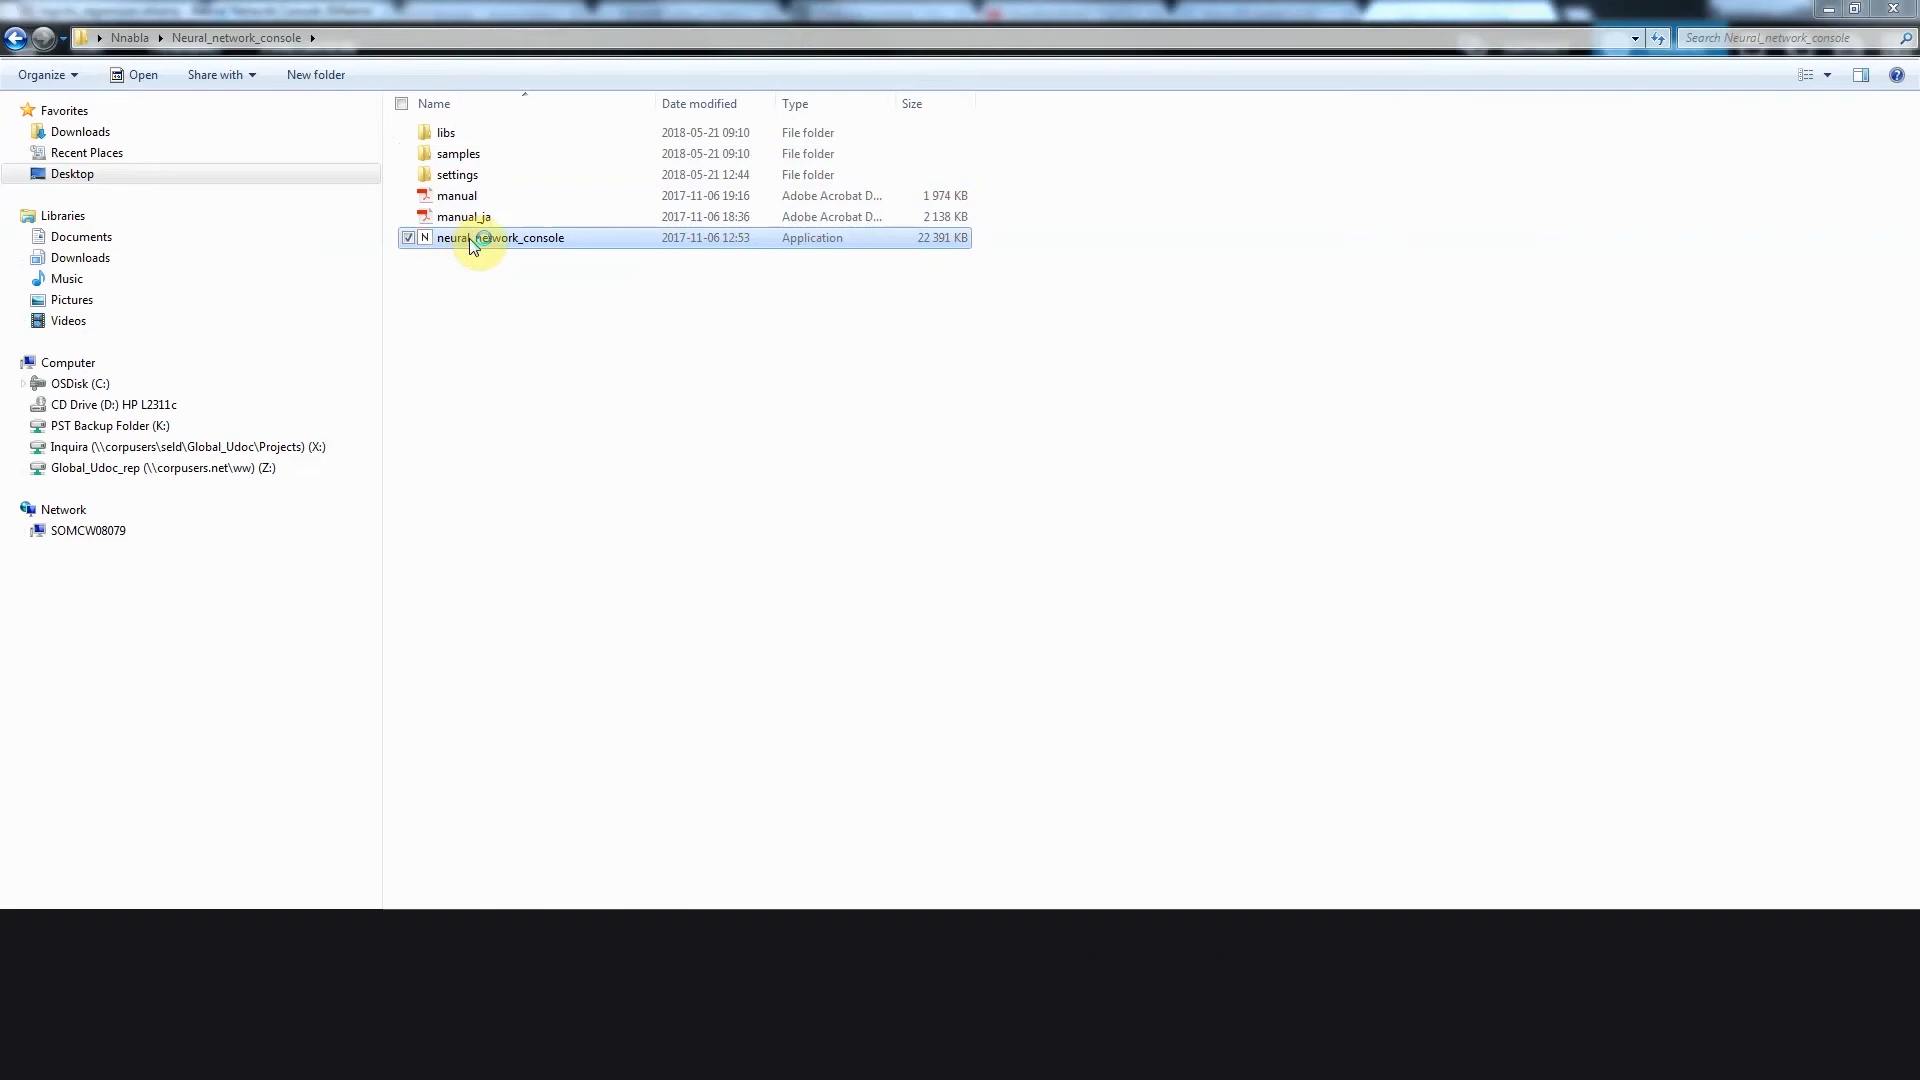 Nnabla Neural_network_console Search Neural_network_console
Organize Open Share with New folder
Favorites
Downloads
Recent Places
Desktop
Libraries
Documents
Downloads
Music
Pictures
Videos
Computer
OSDisk (C:)
CD Drive (D:) HP L2311c
PST Backup Folder (K:)
Inquira (\\corpusers\seld\Global_Udoc\Projects) (X:)
Global_Udoc_rep (\\corpusers.net\ww) (Z:)
Network
SOMCW08079
Name Date modified Type Size
libs 2018-05-21 09:10 File folder
samples 2018-05-21 09:10 File folder
settings 2018-05-21 12:44 File folder
manual 2017-11-06 19:16 Adobe Acrobat D... 1 974 KB
manual_ja 2017-11-06 18:36 Adobe Acrobat D... 2 138 KB
N neural_network_console 2017-11-06 12:53 Application 22 391 KB